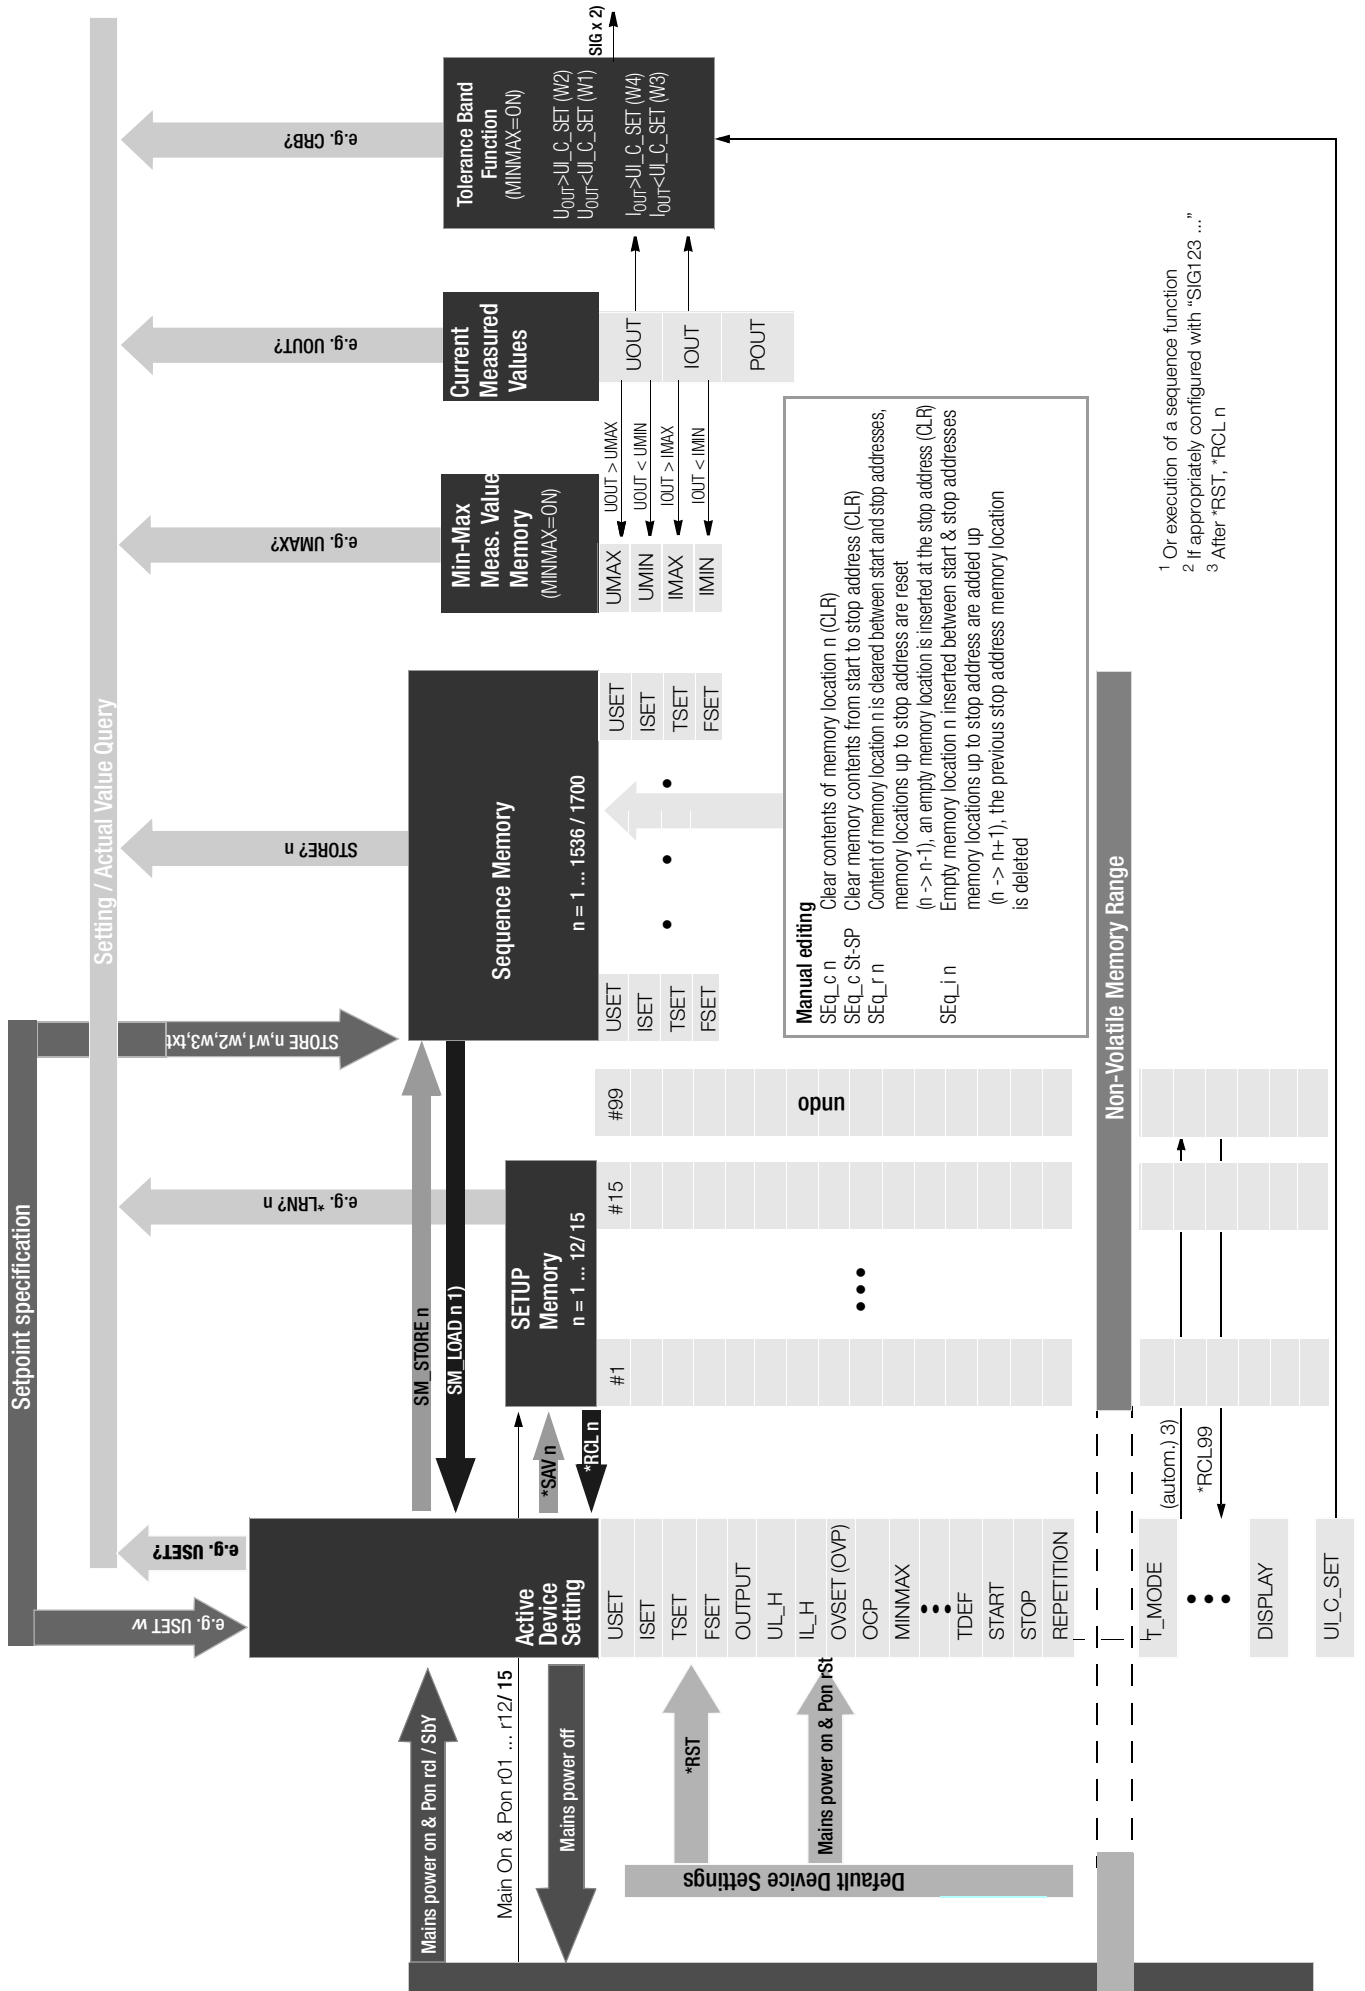 Setpoint specification
Setting / Actual Value Query
e.g. USET w
e.g. USET?
e.g. *LRN? n
STORE n,w1,w2,w3,txt
STORE? n
e.g. UMAX?
e.g. UOUT?
e.g. CRB?
Mains power on & Pon rcl / SbY
Main On & Pon r01 ... r12/ 15
Mains power off
*RST
Mains power on & Pon rSt
Default Device Settings
Active
Device
Setting
USET
ISET
TSET
FSET
OUTPUT
UL_H
IL_H
OVSET (OVP)
OCP
MINMAX
•••
TDEF
START
STOP
REPETITION
T_MODE
•••
DISPLAY
UI_C_SET
SM_STORE n
SM_LOAD n 1)
*SAV n
*RCL n
(autom.) 3)
*RCL99
SETUP
Memory
n = 1 ... 12/ 15
#1
•••
#15
#99
undo
Sequence Memory
n = 1 ... 1536 / 1700
USET
ISET
TSET
FSET
• • •
USET
ISET
TSET
FSET
Min-Max
Meas. Value
Memory
(MINMAX=ON)
UMAX
UMIN
IMAX
IMIN
UOUT > UMAX
UOUT < UMIN
IOUT > IMAX
IOUT < IMIN
Current
Measured
Values
UOUT
IOUT
POUT
Tolerance Band
Function
(MINMAX=ON)
UOUT>UI_C_SET (W2)
UOUT<UI_C_SET (W1)
IOUT>UI_C_SET (W4)
IOUT<UI_C_SET (W3)
SIG x 2)
Manual editing
SEq_c n Clear contents of memory location n (CLR)
SEq_c St-SP Clear memory contents from start to stop address (CLR)
SEq_r n Content of memory location n is cleared between start and stop addresses,
memory locations up to stop address are reset
(n -> n-1), an empty memory location is inserted at the stop address (CLR)
SEq_i n Empty memory location n inserted between start & stop addresses
memory locations up to stop address are added up
(n -> n+1), the previous stop address memory location
is deleted
Non-Volatile Memory Range
1 Or execution of a sequence function
2 If appropriately configured with “SIG123 ...”
3 After *RST, *RCL n